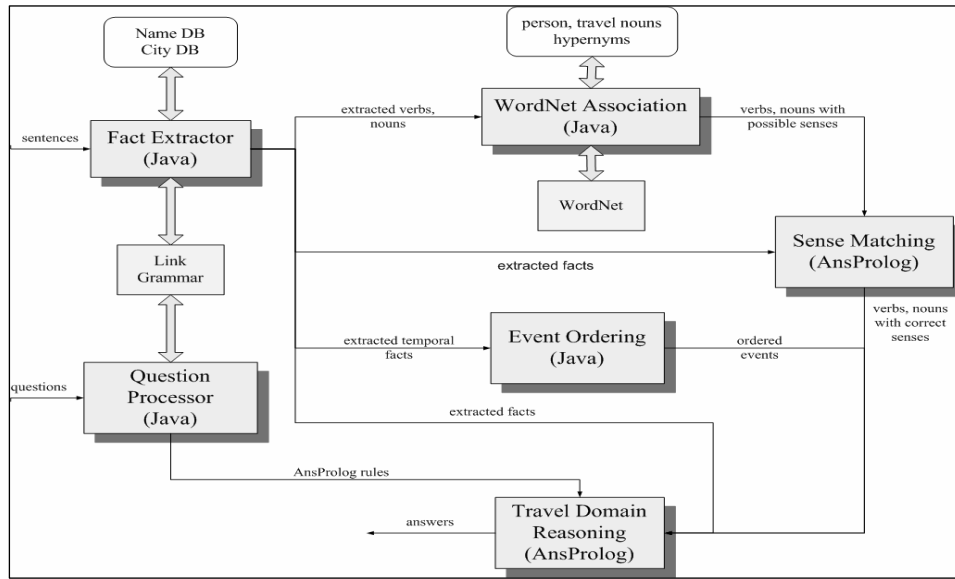 Name DB
City DB
person, travel nouns
hypernyms
sentences
Fact Extractor
(Java)
extracted verbs,
nouns
WordNet Association
(Java)
verbs, nouns with
possible senses
WordNet
Link
Grammar
extracted facts
Sense Matching
(AnsProlog)
verbs, nouns
with correct
senses
extracted temporal
facts
Event Ordering
(Java)
ordered
events
questions
Question
Processor
(Java)
extracted facts
AnsProlog rules
answers
Travel Domain
Reasoning
(AnsProlog)